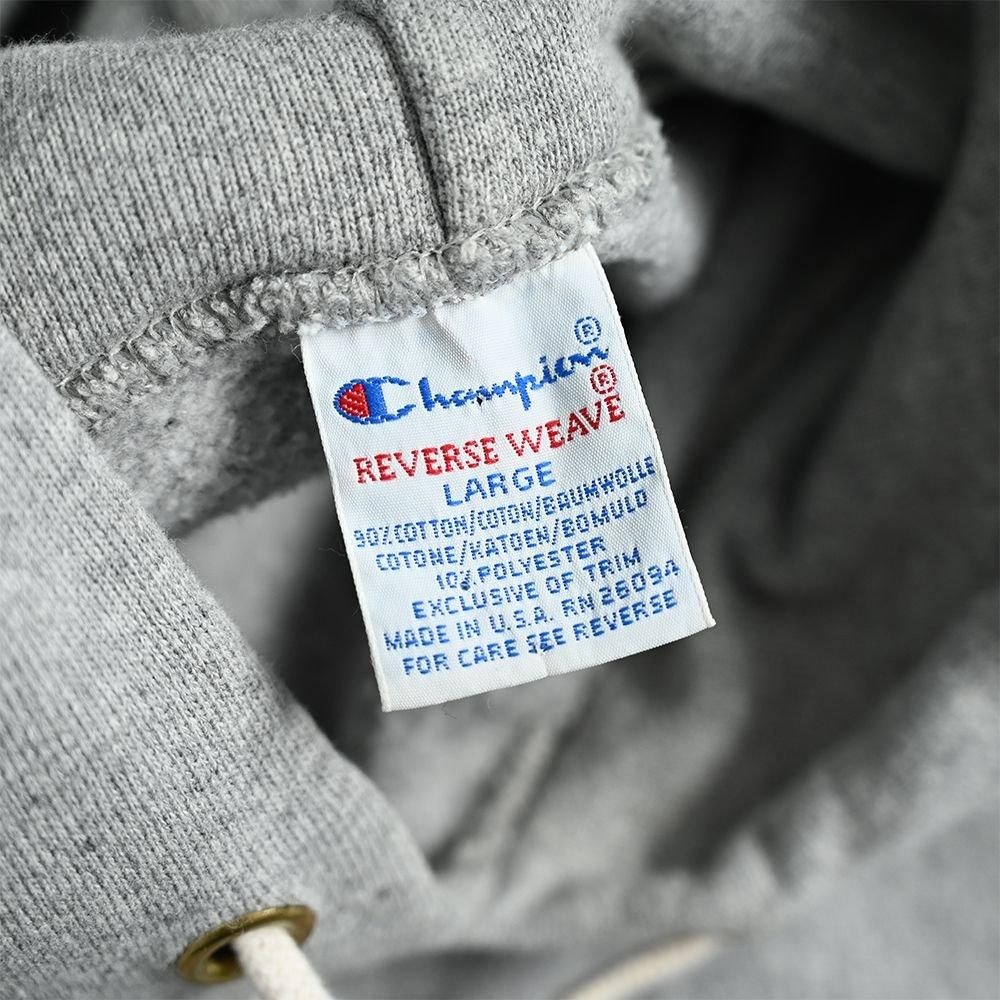 Champion®
REVERSE WEAVE®
LARGE
90%COTTON/COTON/BAUMWOLLE
COTONE/KATOEN/BOMULD
10%POLYESTER
EXCLUSIVE OF TRIM
MADE IN U.S.A. RN 26094
FOR CARE SEE REVERSE